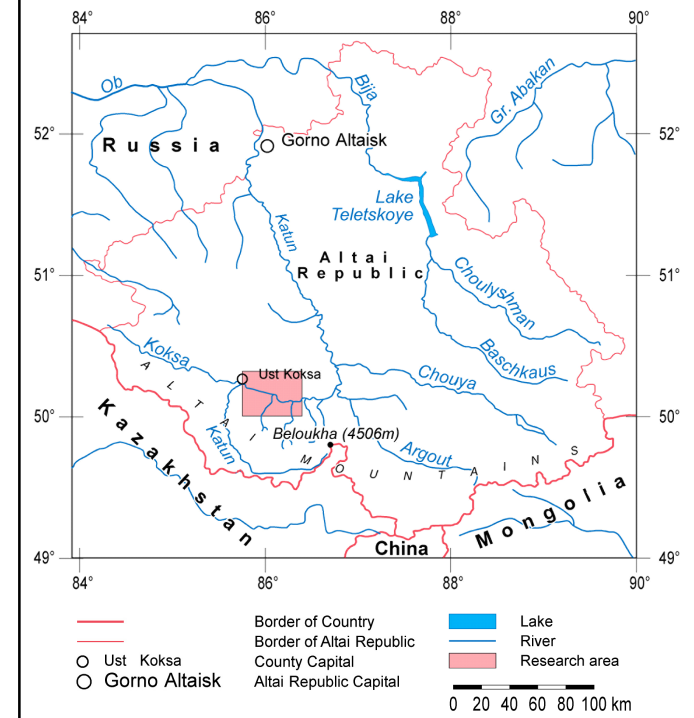 84°
86°
88°
90°
Ob
Bija
Gr. Abakan
52°
52°
Russia
Gorno Altaisk
Lake
Teletskoye
Katun
Altai
Republic
51°
51°
Choulyshman
Koksa
Baschkaus
Ust Koksa
Chouya
50°
50°
ALTAI MOUNTAINS
Beloukha (4506m)
Katun
Argout
Kazakhstan
Mongolia
China
49°
49°
84°
86°
88°
90°
Border of Country
Lake
Border of Altai Republic
River
Ust Koksa
County Capital
Research area
Gorno Altaisk
Altai Republic Capital
0 20 40 60 80 100 km